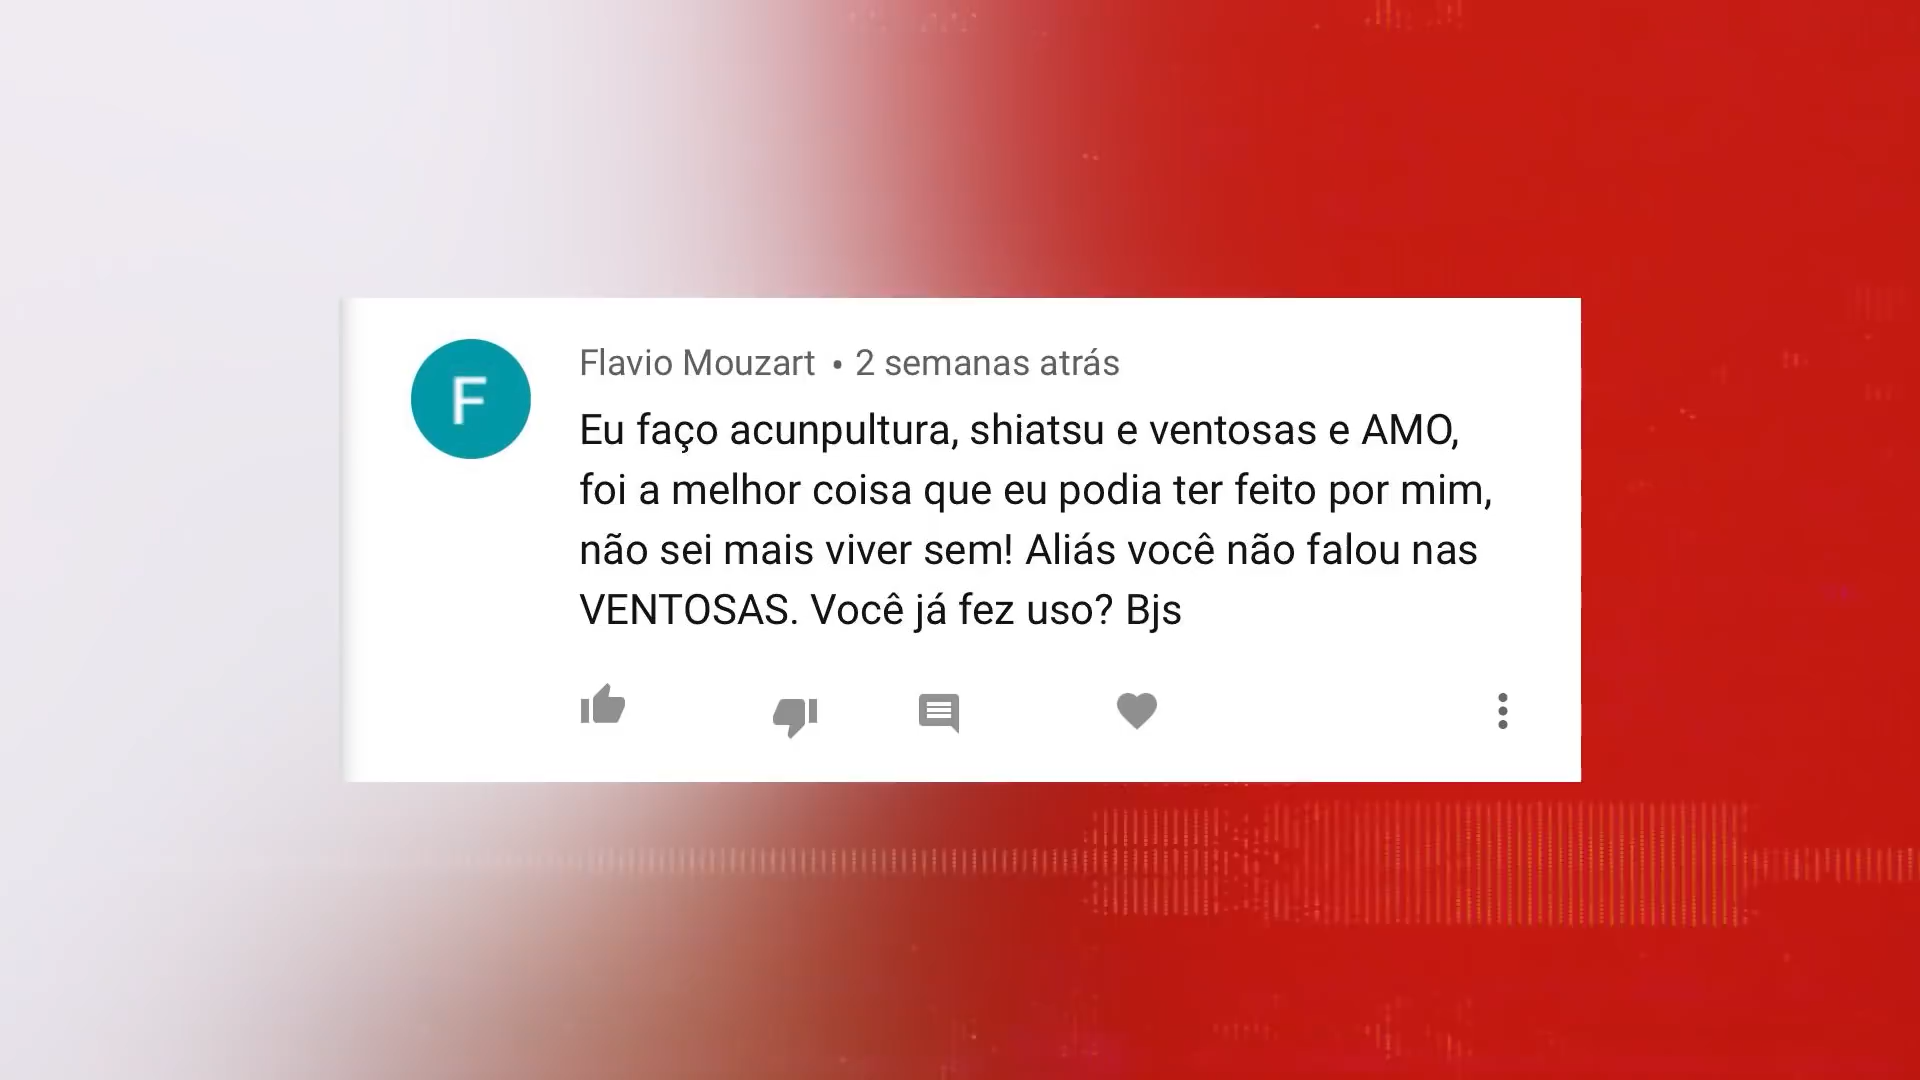 F
Flavio Mouzart • 2 semanas atrás
Eu faço acunpultura, shiatsu e ventosas e AMO,
foi a melhor coisa que eu podia ter feito por mim,
não sei mais viver sem! Aliás você não falou nas
VENTOSAS. Você já fez uso? Bjs